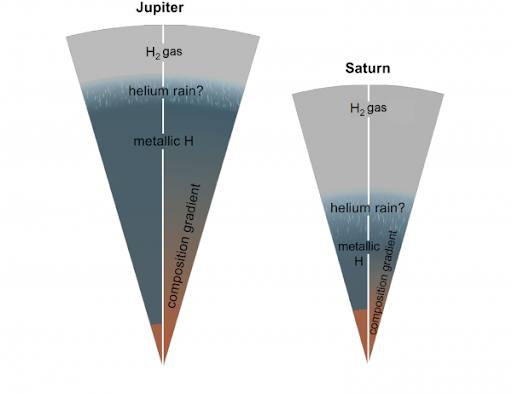 Jupiter
H₂ gas
helium rain?
metallic H
composition gradient
Saturn
H₂ gas
helium rain?
metallic
H
composition gradient